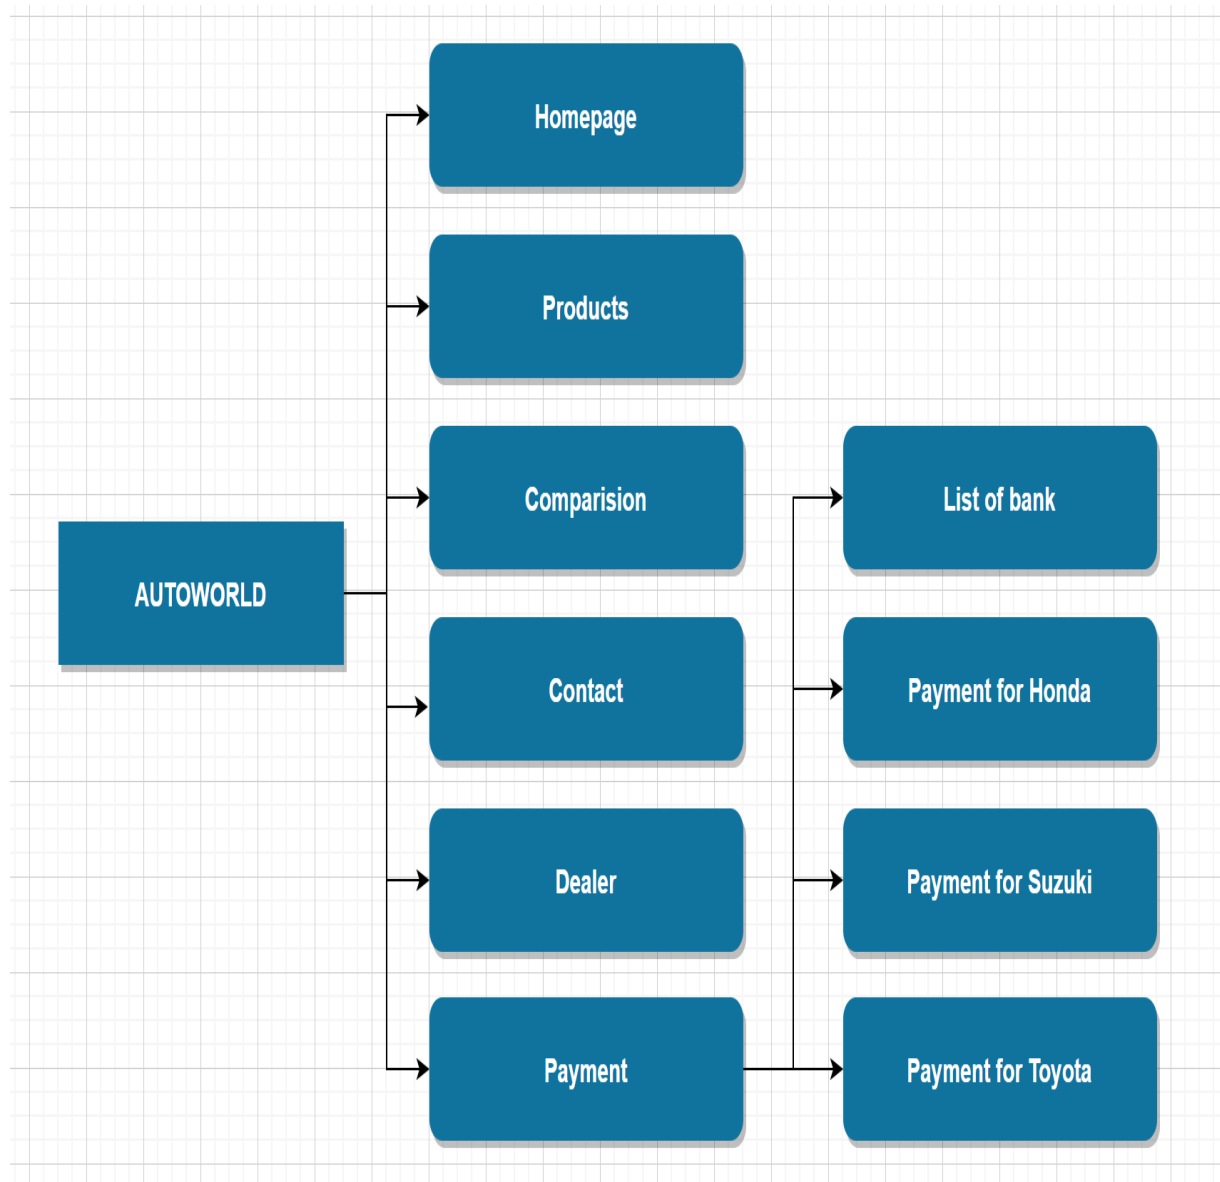 AUTOWORLD
Homepage
Products
Comparision
Contact
Dealer
Payment
List of bank
Payment for Honda
Payment for Suzuki
Payment for Toyota